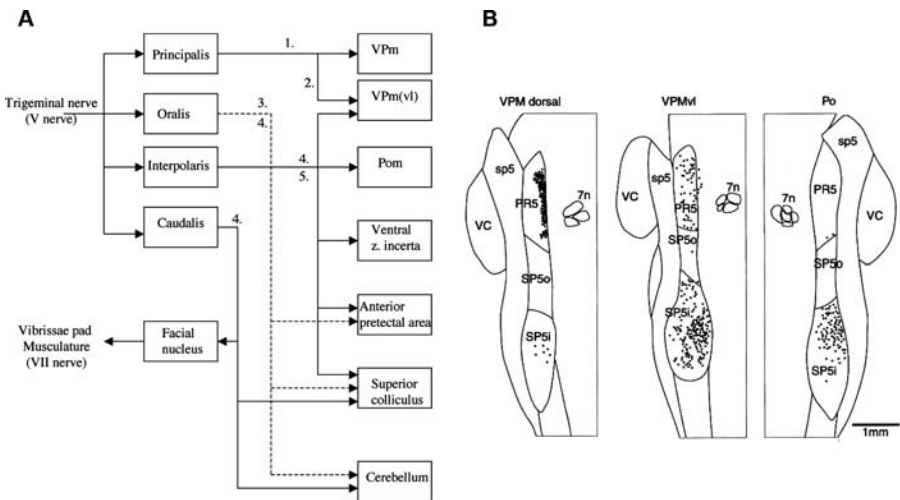 A
Trigeminal nerve
(V nerve)
Vibrissae pad
Musculature
(VII nerve)
Principalis
Oralis
Interpolaris
Caudalis
Facial
nucleus
1.
2.
3.
4.
4.
5.
4.
VPm
VPm(vl)
Pom
Ventral
z. incerta
Anterior
pretectal area
Superior
colliculus
Cerebellum
B
VPM dorsal
sp5
VC
PR5
7n
SP5o
SP5i
VPMvl
VC
sp5
PR5
7n
SP5o
SP5i
Po
sp5
7n
PR5
VC
SP5o
SP5i
1mm